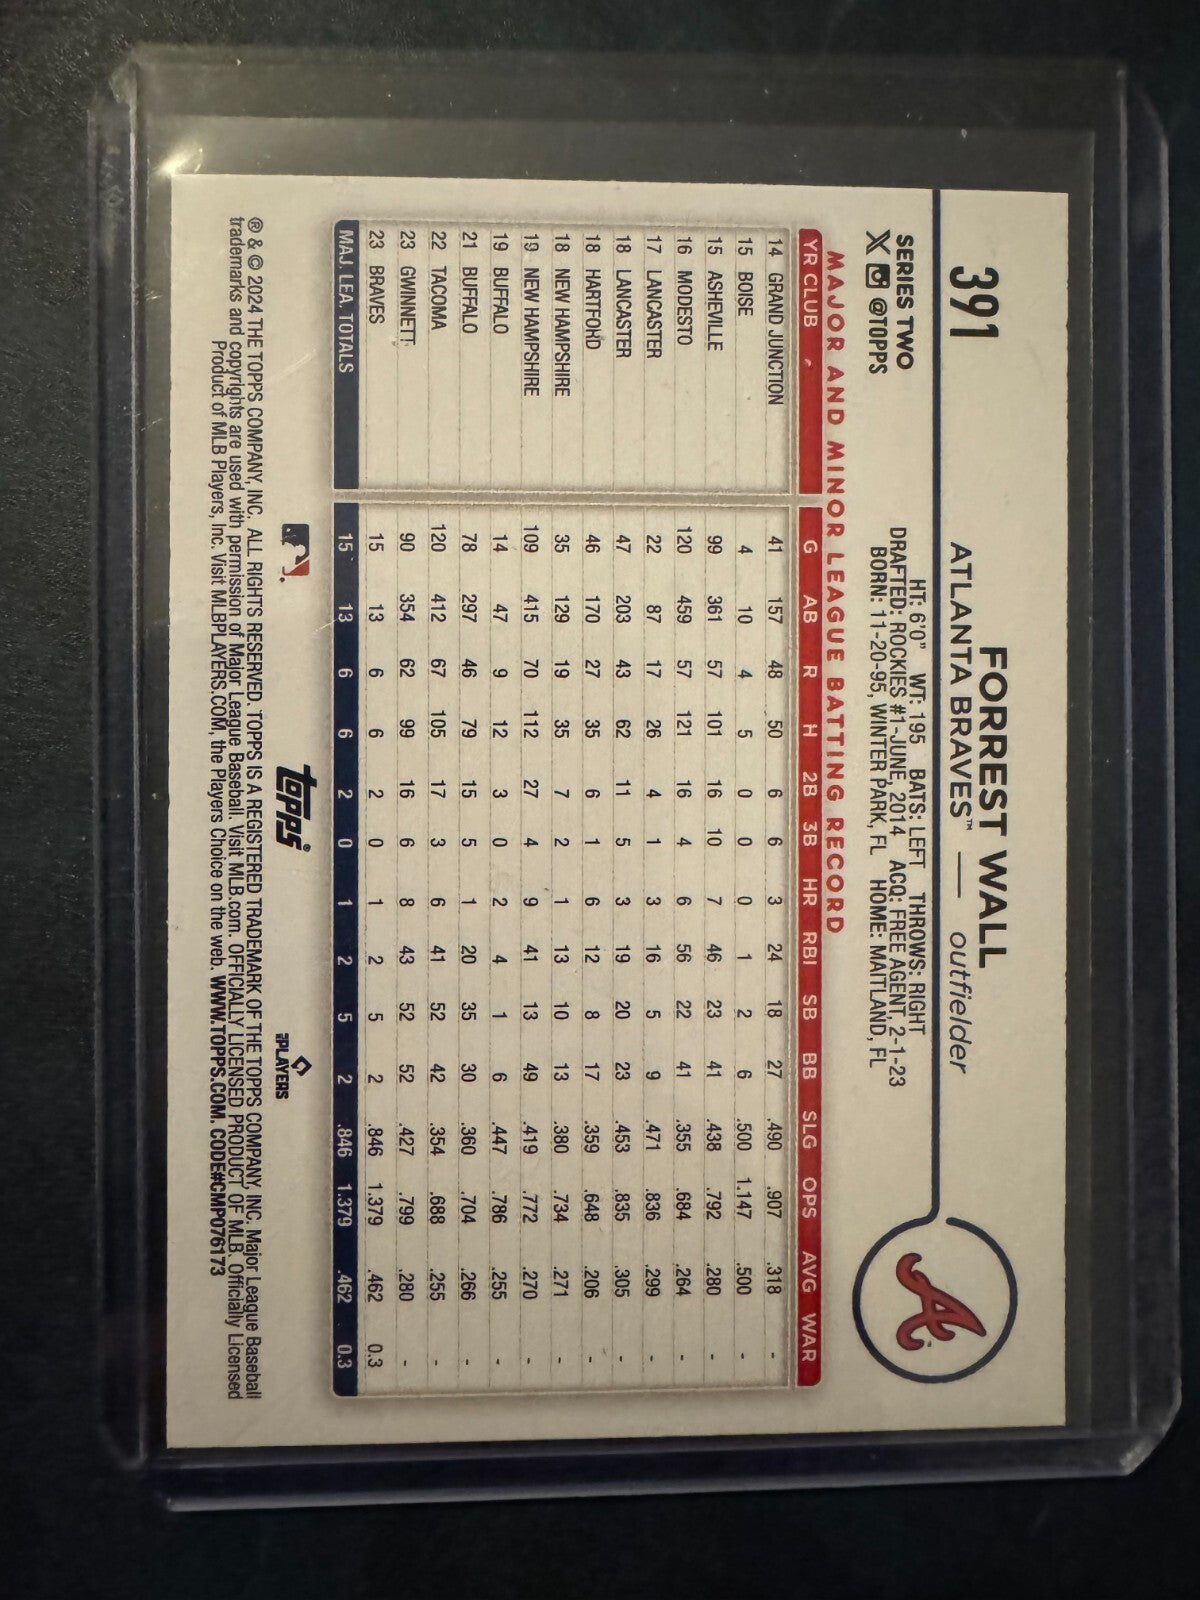 391
FORREST WALL
ATLANTA BRAVES™ — outfielder
SERIES TWO
@TOPPS
HT: 6'0" WT: 195 BATS: LEFT THROWS: RIGHT
DRAFTED: ROCKIES #1-JUNE, 2014 ACQ: FREE AGENT, 2-1-23
BORN: 11-20-95, WINTER PARK, FL HOME: MAITLAND, FL
A
MAJOR AND MINOR LEAGUE BATTING RECORD
YR CLUB G AB R H 2B 3B HR RBI SB BB SLG OPS AVG WAR
14 GRAND JUNCTION 41 157 48 50 6 6 3 24 18 27 .490 .907 .318 -
15 BOISE 4 10 4 5 0 0 0 1 2 6 .500 1.147 .500 -
15 ASHEVILLE 99 361 57 101 16 10 7 46 23 41 .438 .792 .280 -
16 MODESTO 120 459 57 121 16 4 6 56 22 41 .355 .684 .264 -
17 LANCASTER 22 87 17 26 4 1 3 16 5 9 .471 .836 .299 -
18 LANCASTER 47 203 43 62 11 5 3 19 20 23 .453 .835 .305 -
18 HARTFORD 46 170 27 35 6 1 6 12 8 17 .359 .648 .206 -
18 NEW HAMPSHIRE 35 129 19 35 7 2 1 13 10 13 .380 .734 .271 -
19 NEW HAMPSHIRE 109 415 70 112 27 4 9 41 13 49 .419 .772 .270 -
19 BUFFALO 14 47 9 12 3 0 2 4 1 6 .447 .786 .255 -
21 BUFFALO 78 297 46 79 15 5 1 20 35 30 .360 .704 .266 -
22 TACOMA 120 412 67 105 17 3 6 41 52 42 .354 .688 .255 -
23 GWINNETT 90 354 62 99 16 6 8 43 52 52 .427 .799 .280 -
23 BRAVES 15 13 6 6 2 0 1 2 5 2 .846 1.379 .462 0.3
MAJ. LEA. TOTALS 15 13 6 6 2 0 1 2 5 2 .846 1.379 .462 0.3
topps®
PLAYERS
® & © 2024 THE TOPPS COMPANY, INC. ALL RIGHTS RESERVED. TOPPS IS A REGISTERED TRADEMARK OF THE TOPPS COMPANY, INC. Major League Baseball
trademarks and copyrights are used with permission of Major League Baseball. Visit MLB.com. OFFICIALLY LICENSED PRODUCT OF MLB. Officially Licensed
Product of MLB Players, Inc. Visit MLBPLAYERS.COM, the Players Choice on the web. WWW.TOPPS.COM. CODE#CMP076173